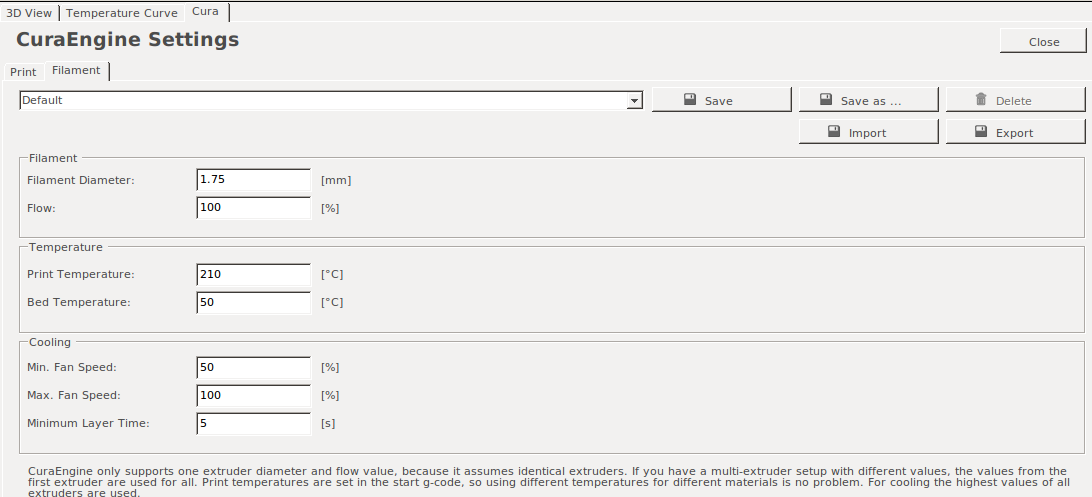 3D View Temperature Curve Cura
CuraEngine Settings
Close
Print Filament
Default Save Save as ... Delete
Import Export
Filament
Filament Diameter: 1.75 [mm]
Flow: 100 [%]
Temperature
Print Temperature: 210 [°C]
Bed Temperature: 50 [°C]
Cooling
Min. Fan Speed: 50 [%]
Max. Fan Speed: 100 [%]
Minimum Layer Time: 5 [s]
CuraEngine only supports one extruder diameter and flow value, because it assumes identical extruders. If you have a multi-extruder setup with different values, the values from the
first extruder are used for all. Print temperatures are set in the start g-code, so using different temperatures for different materials is no problem. For cooling the highest values of all
extruders are used.